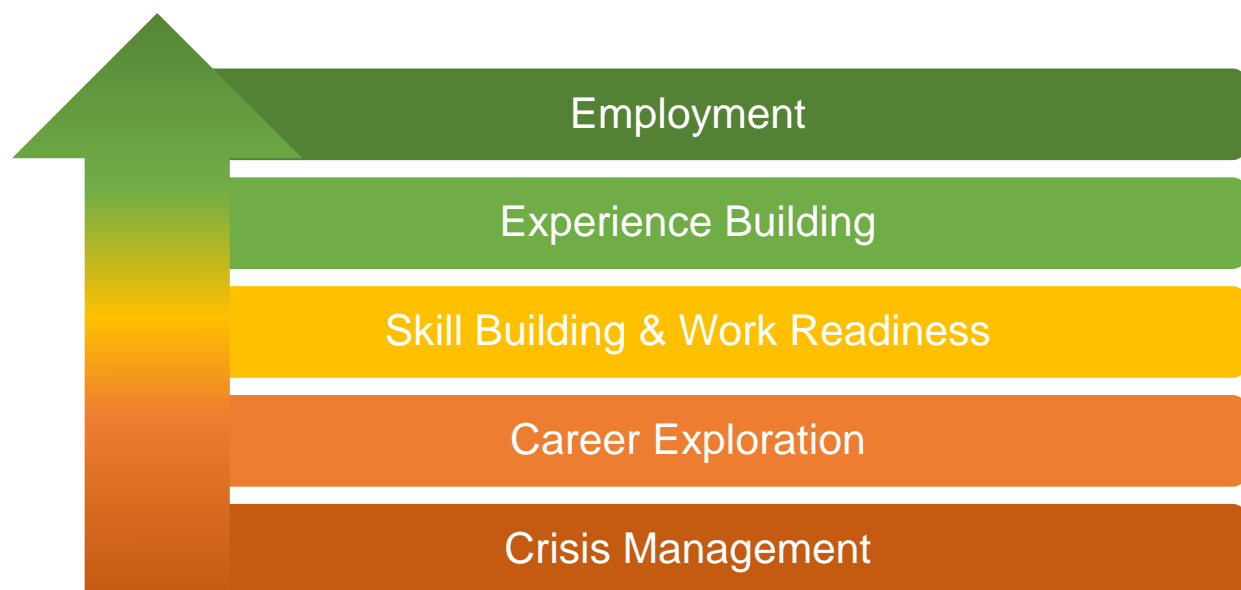 Employment
Experience Building
Skill Building & Work Readiness
Career Exploration
Crisis Management